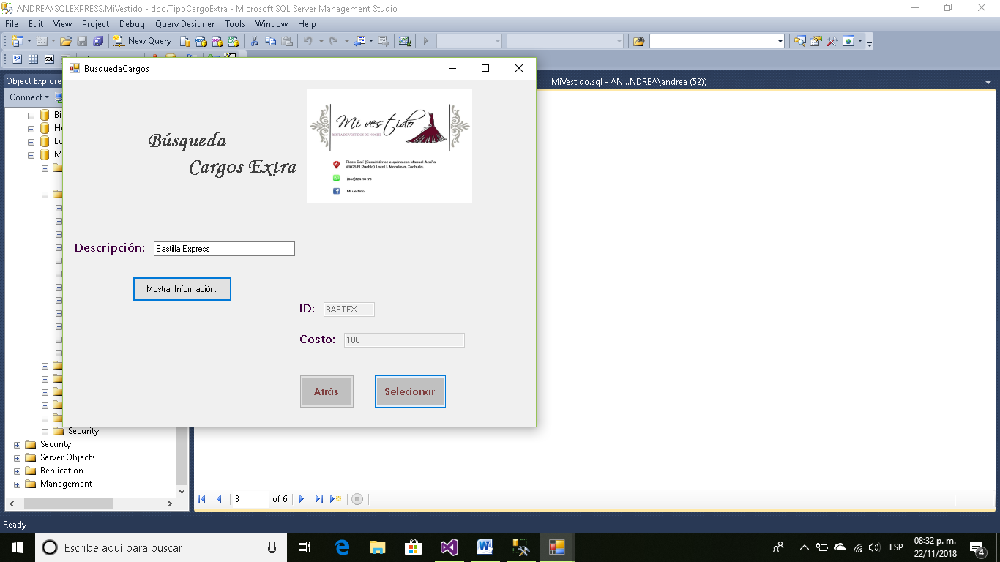 ANDREA\SQLEXPRESS.MiVestido - dbo.TipoCargoExtra - Microsoft SQL Server Management Studio
File Edit View Project Debug Query Designer Tools Window Help
New Query
Object Explore
MiVestido.sql - AN...NDREA\andrea (52))
Connect
BusquedaCargos
Bi
Lo
M
Mi vestido
RENTA DE VESTIDOS DE NOCHE
Búsqueda
Cargos Extra
Plaza Dalí (Cuauhtémoc esquina con Manuel Acuña
#1025 El Pueblo) Local I, Monclova, Coahuila.
(866)124-10-73
Mi vestido
Descripción: Bastilla Express
Mostrar Información.
ID: BASTEX
Costo: 100
Atrás Selecionar
Security
Security
Server Objects
Replication
Management
3 of 6
Ready
Escribe aquí para buscar
ESP
08:32 p. m.
22/11/2018
4